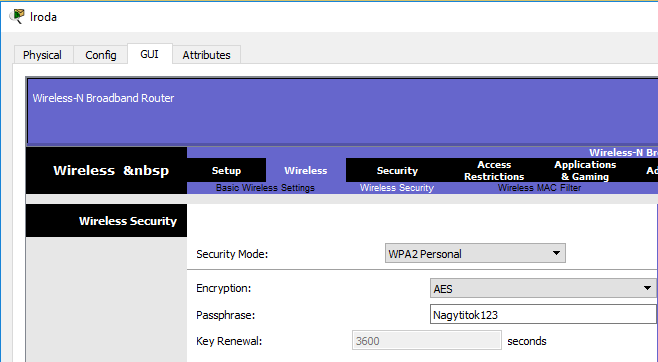 Iroda
Physical Config GUI Attributes
Wireless-N Broadband Router
Wireless-N Br
Wireless &nbsp Setup Wireless Security Access Restrictions Applications & Gaming Ad
Basic Wireless Settings Wireless Security Wireless MAC Filter
Wireless Security
Security Mode: WPA2 Personal
Encryption: AES
Passphrase: Nagytitok123
Key Renewal: 3600 seconds